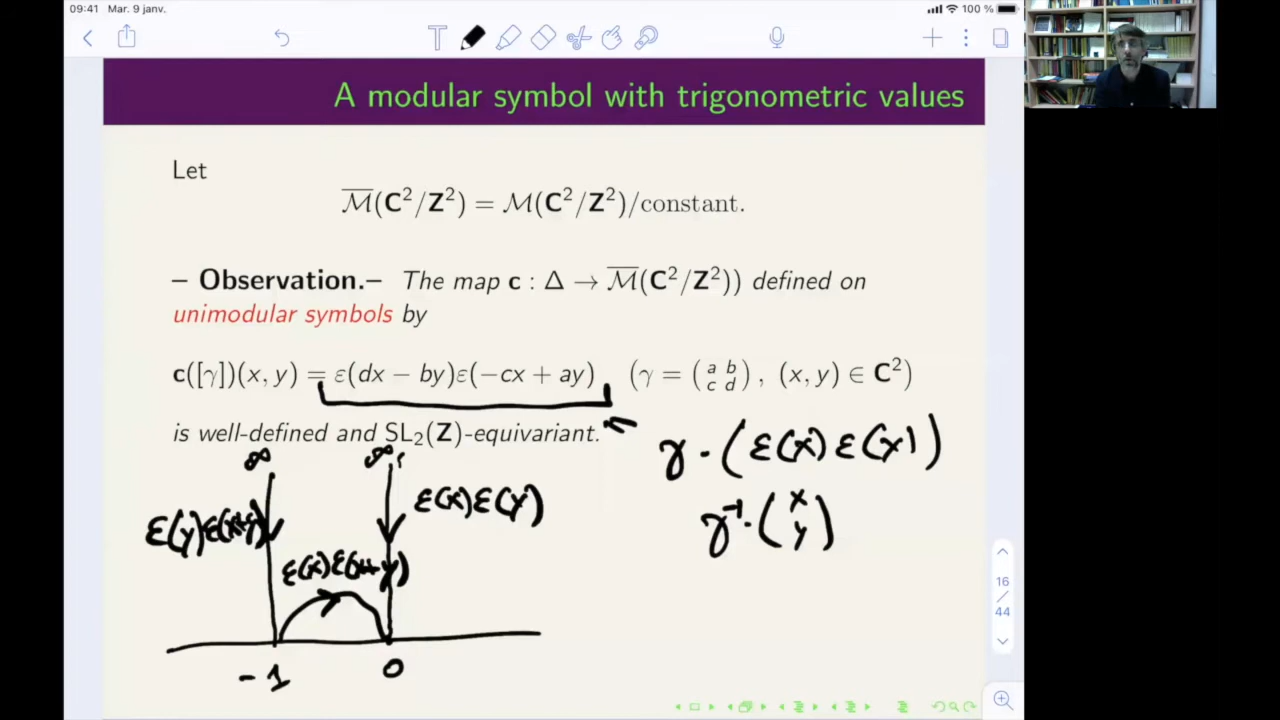 09:41 Mar. 9 janv.
100 %
A modular symbol with trigonometric values
Let
M̅(C²/Z²) = M(C²/Z²)/constant.
– Observation.– The map c : Δ → M̅(C²/Z²)) defined on
unimodular symbols by
c([γ])(x, y) = ε(dx − by)ε(−cx + ay) (γ = (a b c d), (x, y) ∈ C²)
is well-defined and SL₂(Z)-equivariant.
γ · (ε(x) ε(y))
γ⁻¹ · (x y)
∞ ∞
ε(x)ε(y)
ε(y)ε(x+y)
ε(x)ε(x+y)
-1 0
16
/
44